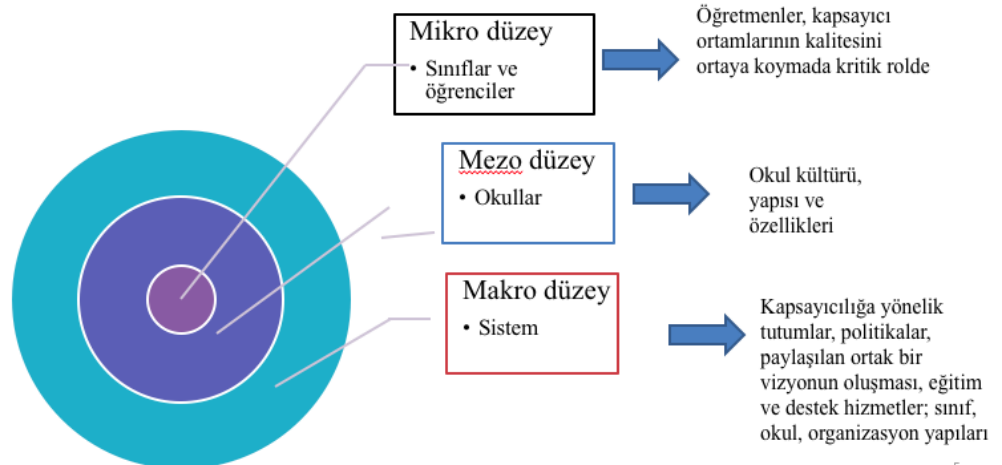 Mikro düzey
• Sınıflar ve
öğrenciler
Öğretmenler, kapsayıcı
ortamlarının kalitesini
ortaya koymada kritik rolde
Mezo düzey
• Okullar
Okul kültürü,
yapısı ve
özellikleri
Makro düzey
• Sistem
Kapsayıcılığa yönelik
tutumlar, politikalar,
paylaşılan ortak bir
vizyonun oluşması, eğitim
ve destek hizmetler; sınıf,
okul, organizasyon yapıları